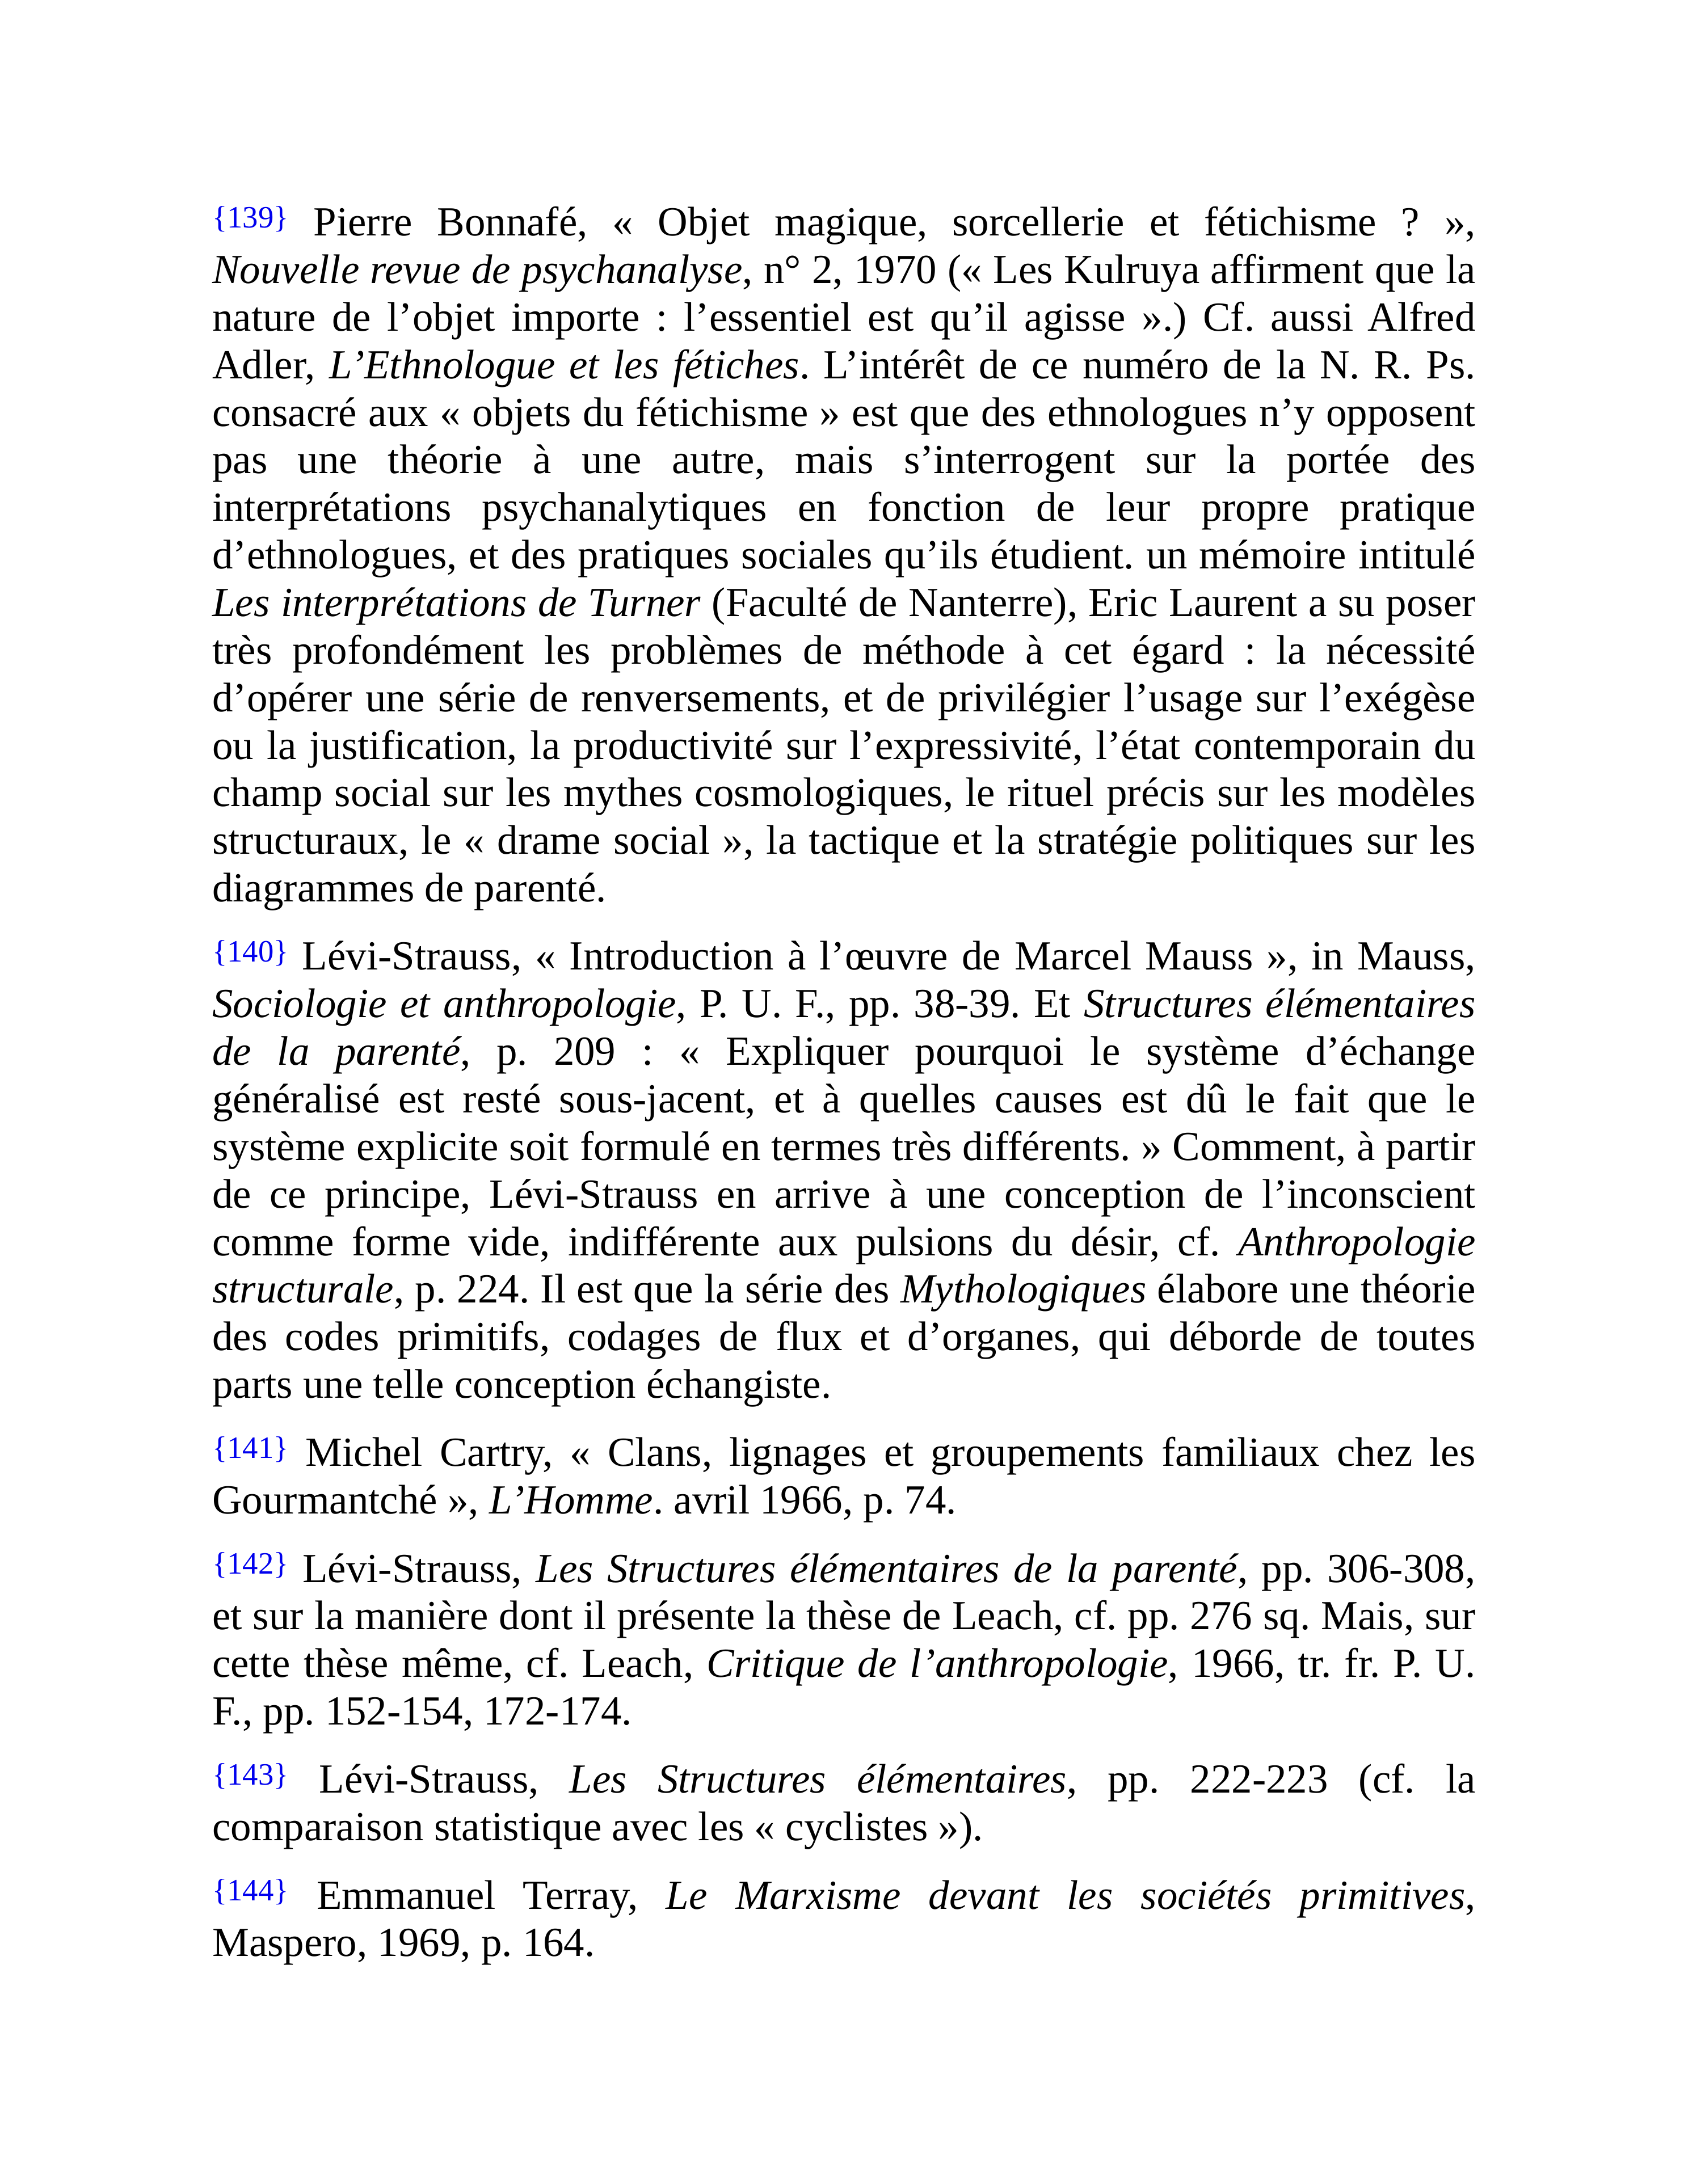 {139} Pierre Bonnafé, « Objet magique, sorcellerie et fétichisme ? »,
Nouvelle revue de psychanalyse, n° 2, 1970 (« Les Kulruya affirment que la
nature de l’objet importe : l’essentiel est qu’il agisse ».) Cf. aussi Alfred
Adler, L’Ethnologue et les fétiches. L’intérêt de ce numéro de la N. R. Ps.
consacré aux « objets du fétichisme » est que des ethnologues n’y opposent
pas une théorie à une autre, mais s’interrogent sur la portée des
interprétations psychanalytiques en fonction de leur propre pratique
d’ethnologues, et des pratiques sociales qu’ils étudient. un mémoire intitulé
Les interprétations de Turner (Faculté de Nanterre), Eric Laurent a su poser
très profondément les problèmes de méthode à cet égard : la nécessité
d’opérer une série de renversements, et de privilégier l’usage sur l’exégèse
ou la justification, la productivité sur l’expressivité, l’état contemporain du
champ social sur les mythes cosmologiques, le rituel précis sur les modèles
structuraux, le « drame social », la tactique et la stratégie politiques sur les
diagrammes de parenté.
{140} Lévi-Strauss, « Introduction à l’œuvre de Marcel Mauss », in Mauss,
Sociologie et anthropologie, P. U. F., pp. 38-39. Et Structures élémentaires
de la parenté, p. 209 : « Expliquer pourquoi le système d’échange
généralisé est resté sous-jacent, et à quelles causes est dû le fait que le
système explicite soit formulé en termes très différents. » Comment, à partir
de ce principe, Lévi-Strauss en arrive à une conception de l’inconscient
comme forme vide, indifférente aux pulsions du désir, cf. Anthropologie
structurale, p. 224. Il est que la série des Mythologiques élabore une théorie
des codes primitifs, codages de flux et d’organes, qui déborde de toutes
parts une telle conception échangiste.
{141} Michel Cartry, « Clans, lignages et groupements familiaux chez les
Gourmantché », L’Homme. avril 1966, p. 74.
{142} Lévi-Strauss, Les Structures élémentaires de la parenté, pp. 306-308,
et sur la manière dont il présente la thèse de Leach, cf. pp. 276 sq. Mais, sur
cette thèse même, cf. Leach, Critique de l’anthropologie, 1966, tr. fr. P. U.
F., pp. 152-154, 172-174.
{143} Lévi-Strauss, Les Structures élémentaires, pp. 222-223 (cf. la
comparaison statistique avec les « cyclistes »).
{144} Emmanuel Terray, Le Marxisme devant les sociétés primitives,
Maspero, 1969, p. 164.